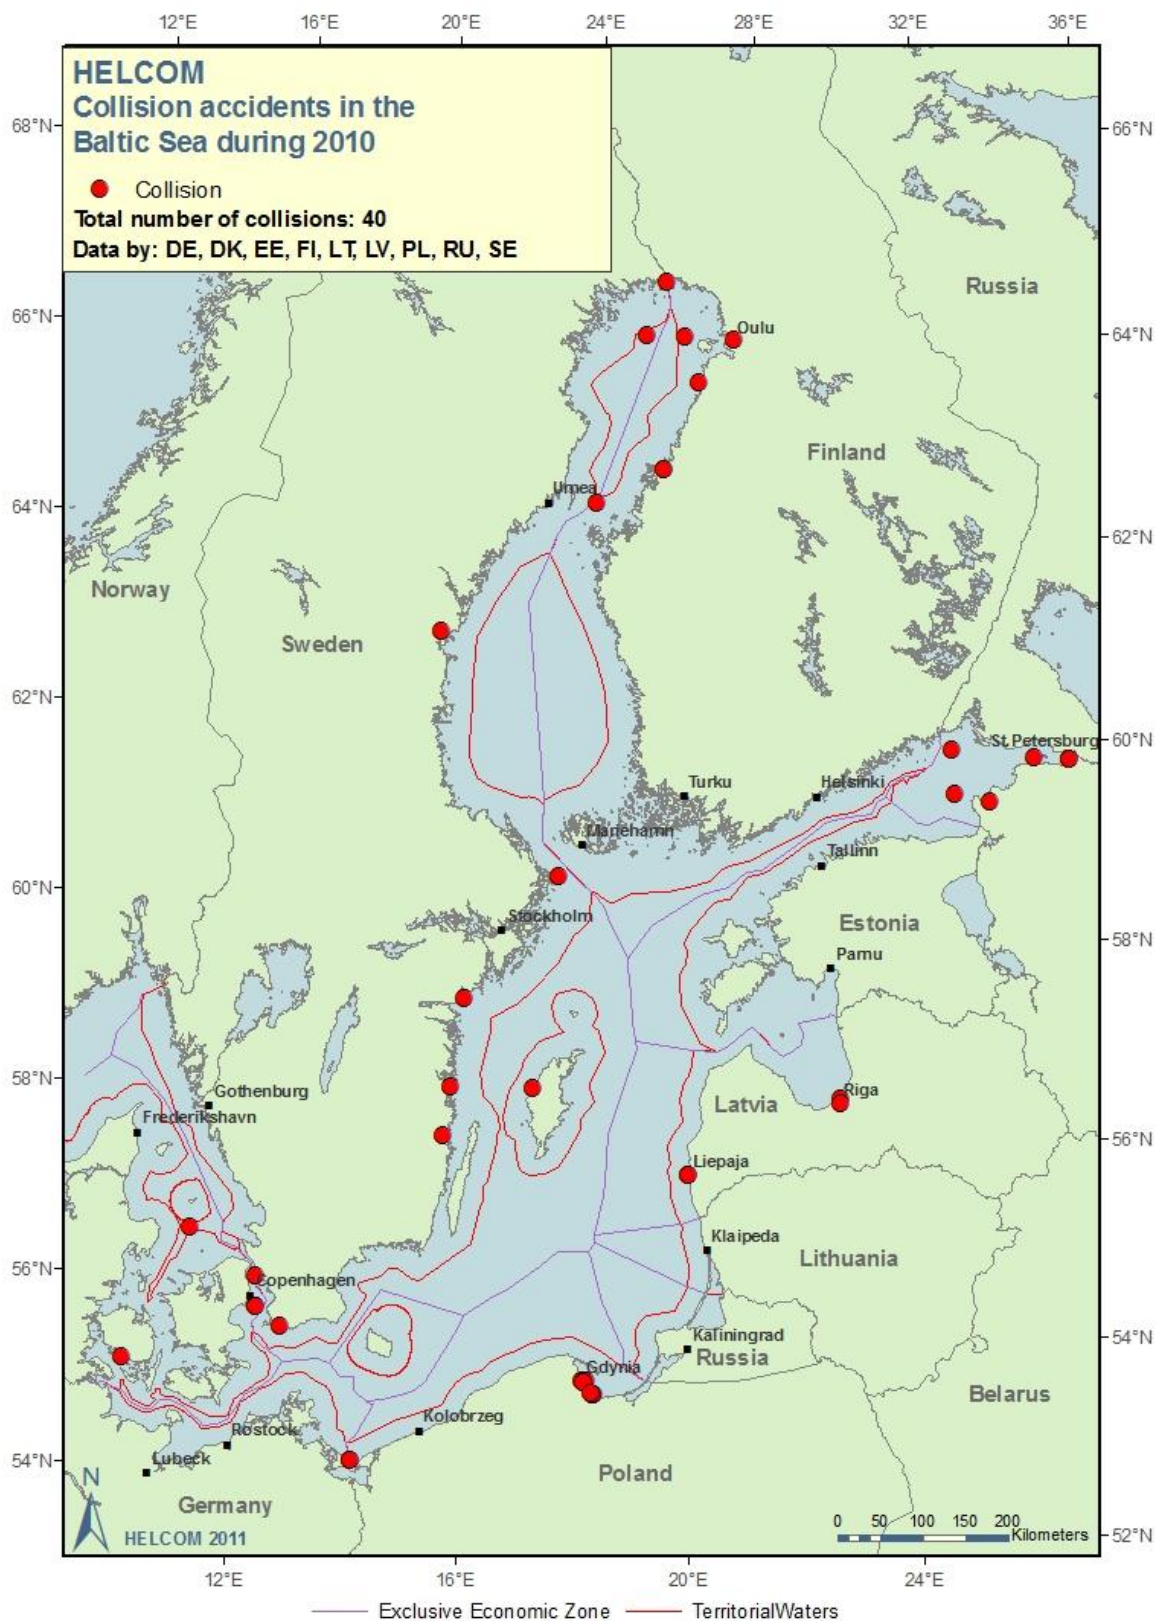 12°E 16°E 20°E 24°E 28°E 32°E 36°E
HELCOM
Collision accidents in the
Baltic Sea during 2010
Collision
Total number of collisions: 40
Data by: DE, DK, EE, FI, LT, LV, PL, RU, SE
68°N
66°N
Russia
66°N
Oulu
64°N
Finland
Umea
64°N
62°N
Norway
Sweden
62°N
St.Petersburg
60°N
Turku
Helsinki
Mariehamn
Tallinn
60°N
Stockholm
Estonia
58°N
Parnu
58°N
Gothenburg
Riga
Latvia
Frederikshavn
56°N
Liepaja
Klaipeda
Lithuania
56°N
Copenhagen
Kaliningrad
54°N
Russia
Gdynia
Belarus
Kolobrzeg
Rostock
54°N
Lubeck
Poland
N
Germany
0 50 100 150 200
Kilometers
HELCOM 2011
52°N
12°E 16°E 20°E 24°E
Exclusive Economic Zone TerritorialWaters